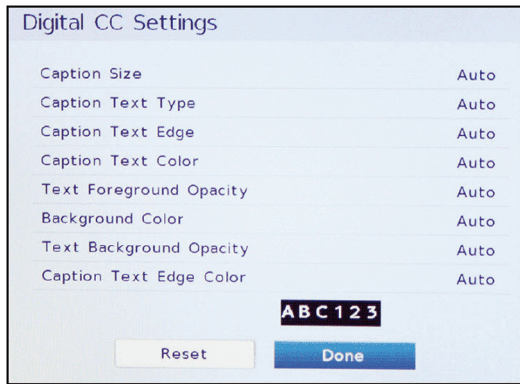 Digital CC Settings
Caption Size Auto
Caption Text Type Auto
Caption Text Edge Auto
Caption Text Color Auto
Text Foreground Opacity Auto
Background Color Auto
Text Background Opacity Auto
Caption Text Edge Color Auto
ABC123
Reset Done